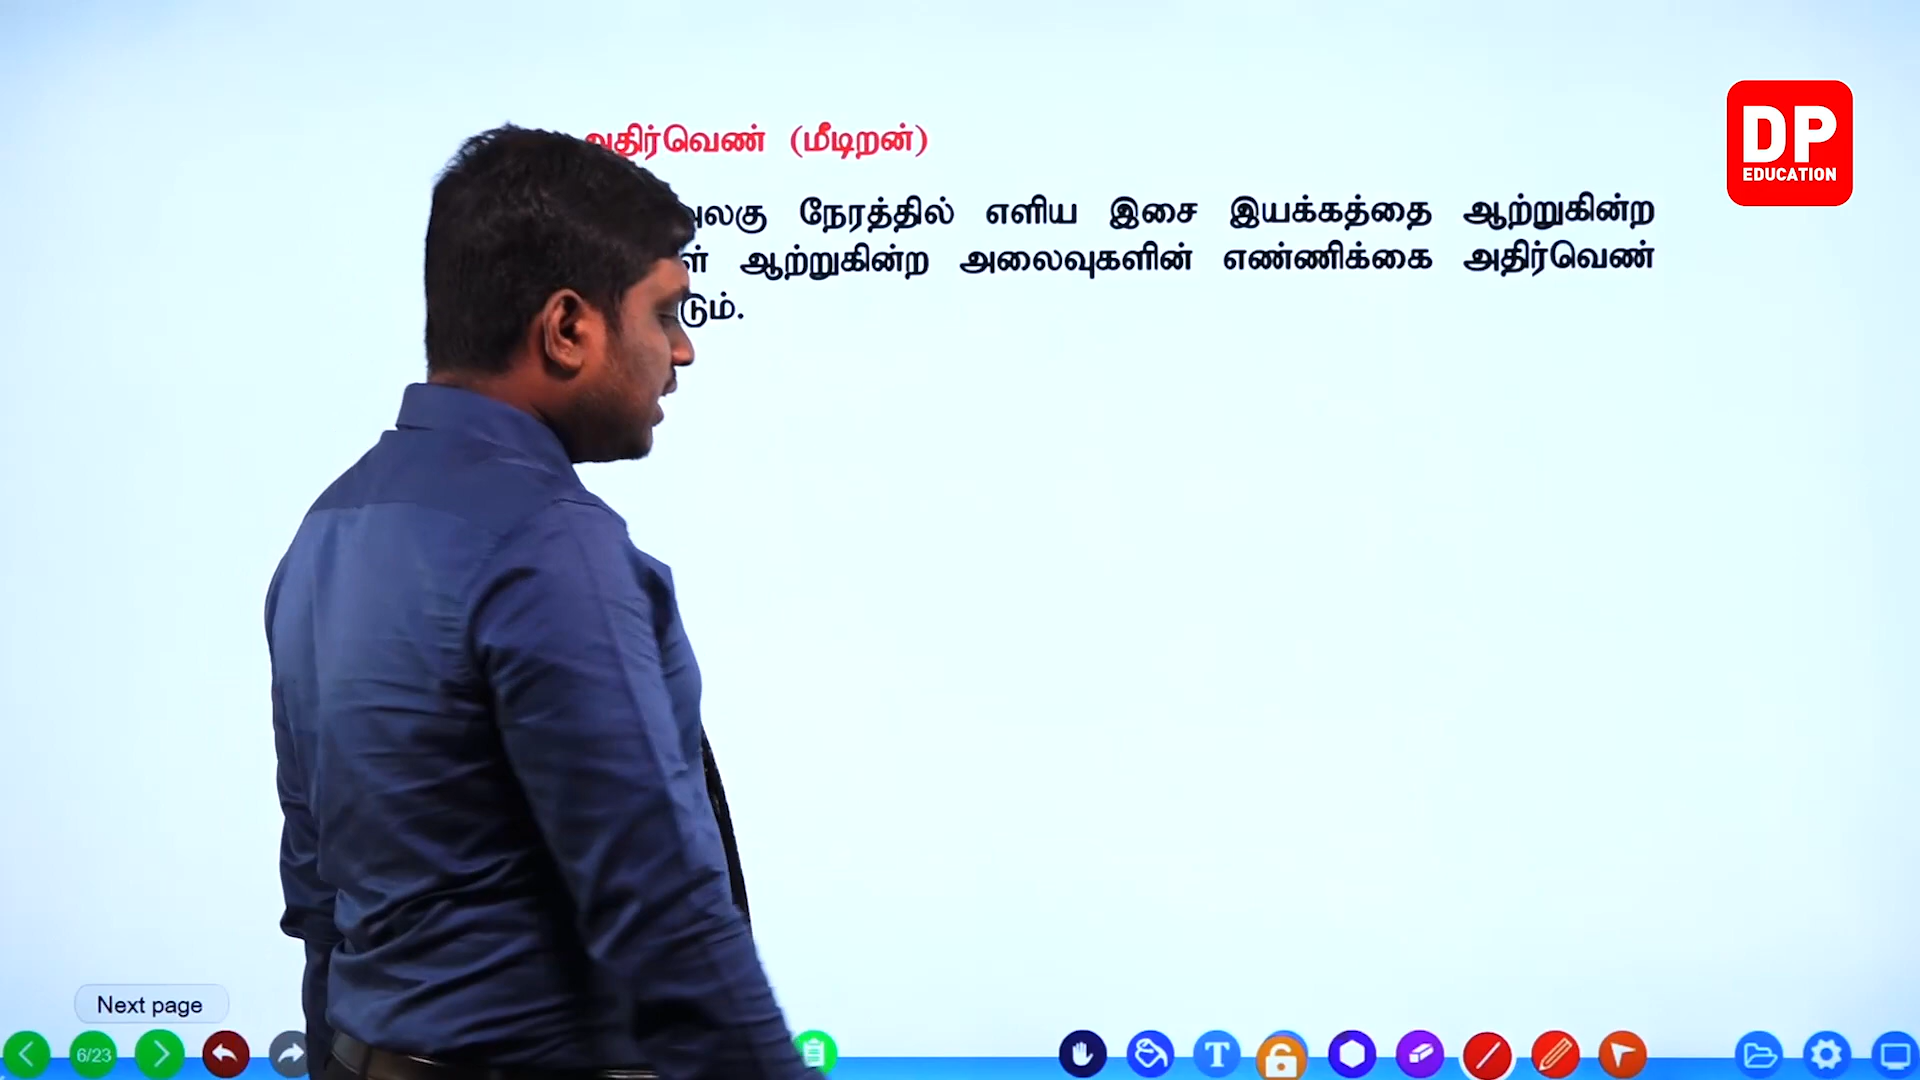 அதிர்வெண் (மீடிறன்)
அலகு நேரத்தில் எளிய இசை இயக்கத்தை ஆற்றுகின்ற
ஆற்றுகின்ற அலைவுகளின் எண்ணிக்கை அதிர்வெண்
DP
EDUCATION
Next page
6/23
T